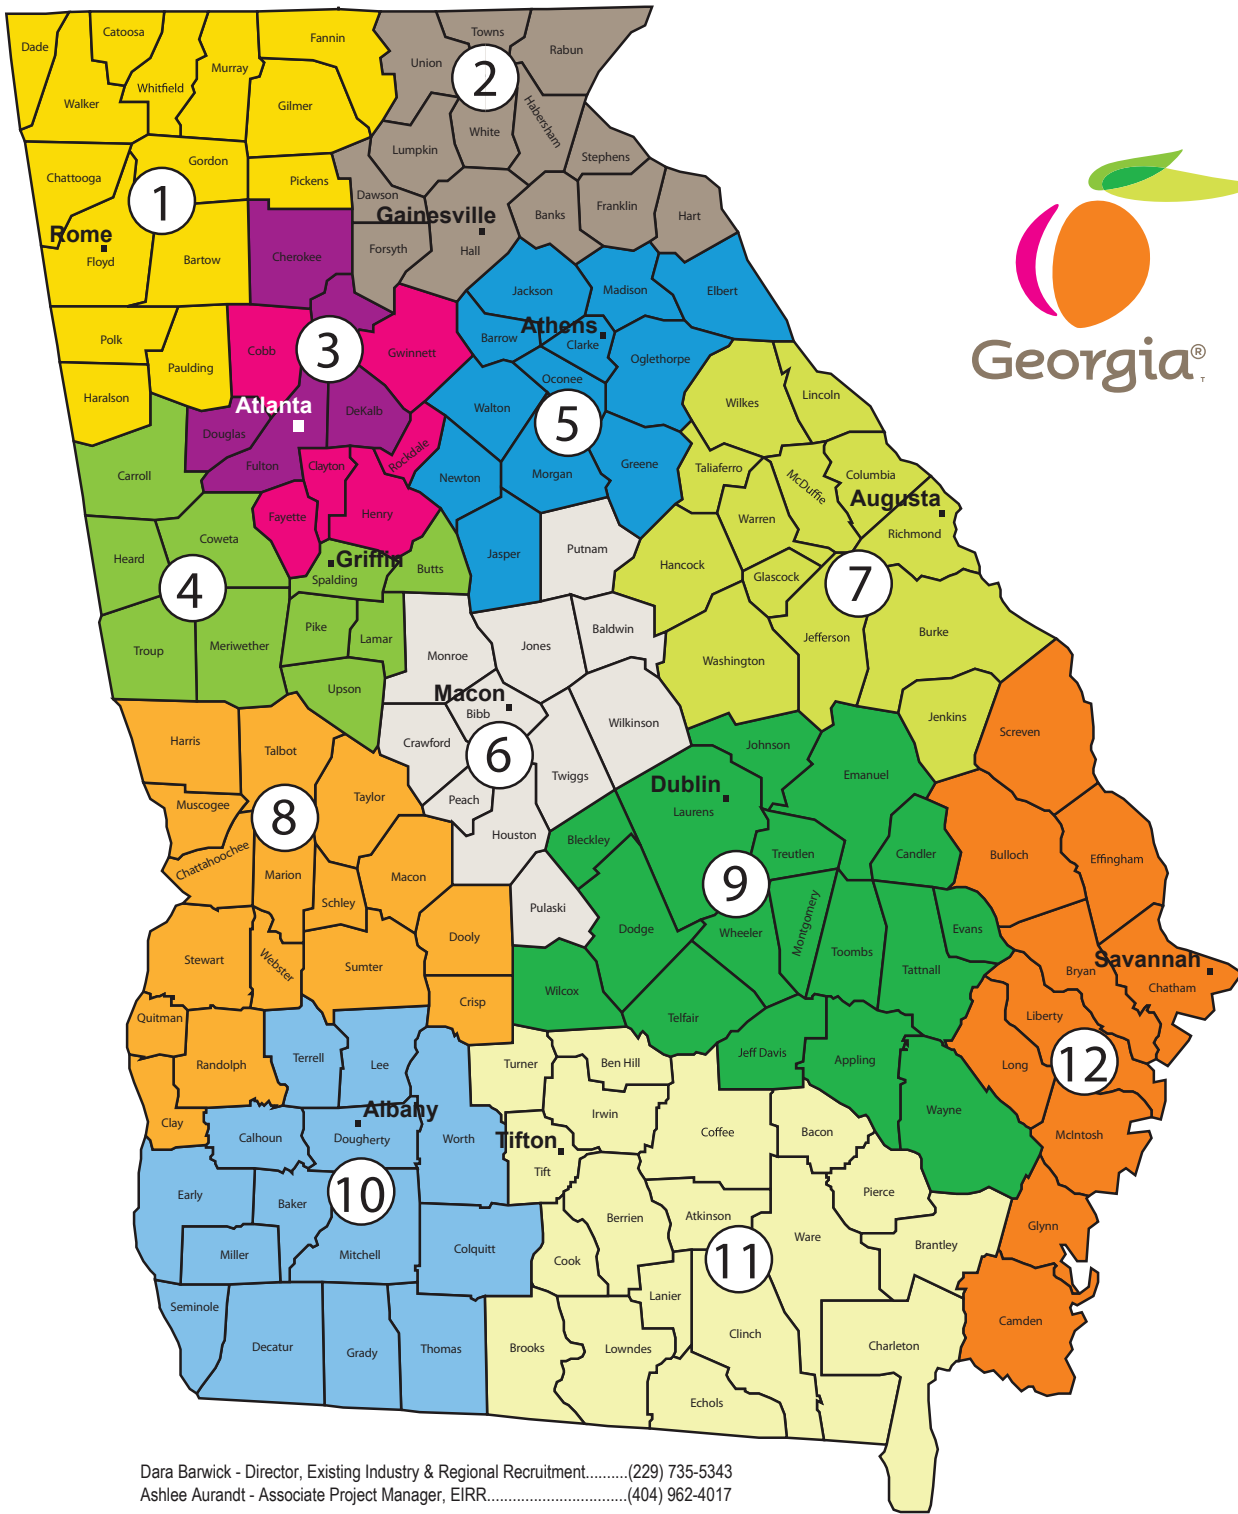 Dade
Catoosa
Fannin
Towns
Rabun
Union
Murray
Whitfield
Walker
Gilmer
2
Habersham
White
Lumpkin
Stephens
Gordon
Chattooga
Pickens
1
Dawson
Gainesville
Banks
Franklin
Hart
Rome
Floyd
Bartow
Cherokee
Forsyth
Hall
Jackson
Madison
Elbert
Polk
Cobb
3
Gwinnett
Barrow
Athens
Clarke
Oglethorpe
Georgia®
Paulding
Haralson
Oconee
Atlanta
DeKalb
Walton
Wilkes
Lincoln
Douglas
5
Fulton
Clayton
Rockdale
Carroll
Newton
Morgan
Greene
Taliaferro
McDuffie
Columbia
Augusta
Fayette
Henry
Warren
Richmond
Coweta
Heard
Griffin
Spalding
Butts
Jasper
Putnam
Hancock
Glascock
7
4
Pike
Lamar
Jones
Baldwin
Burke
Troup
Meriwether
Monroe
Jefferson
Washington
Upson
Macon
Bibb
Wilkinson
Jenkins
Screven
Harris
Talbot
Crawford
6
Johnson
Twiggs
Emanuel
Dublin
Laurens
Muscogee
Taylor
Peach
8
Houston
Bleckley
Treutlen
Candler
Bulloch
Effingham
Chattahoochee
Marion
Macon
9
Schley
Pulaski
Montgomery
Dooly
Dodge
Wheeler
Evans
Toombs
Stewart
Webster
Sumter
Tattnall
Bryan
Savannah
Chatham
Wilcox
Crisp
Quitman
Telfair
Liberty
Terrell
Lee
Randolph
Turner
Ben Hill
Jeff Davis
Appling
Long
12
Clay
Albany
Dougherty
Calhoun
Worth
Irwin
Tifton
Coffee
Bacon
Wayne
McIntosh
Tift
10
Early
Baker
Pierce
Berrien
Atkinson
Ware
Glynn
Miller
Mitchell
Colquitt
Cook
11
Brantley
Lanier
Seminole
Clinch
Camden
Decatur
Grady
Thomas
Brooks
Lowndes
Charleton
Echols
Dara Barwick - Director, Existing Industry & Regional Recruitment..........(229) 735-5343
Ashlee Aurandt - Associate Project Manager, EIRR.................................(404) 962-4017